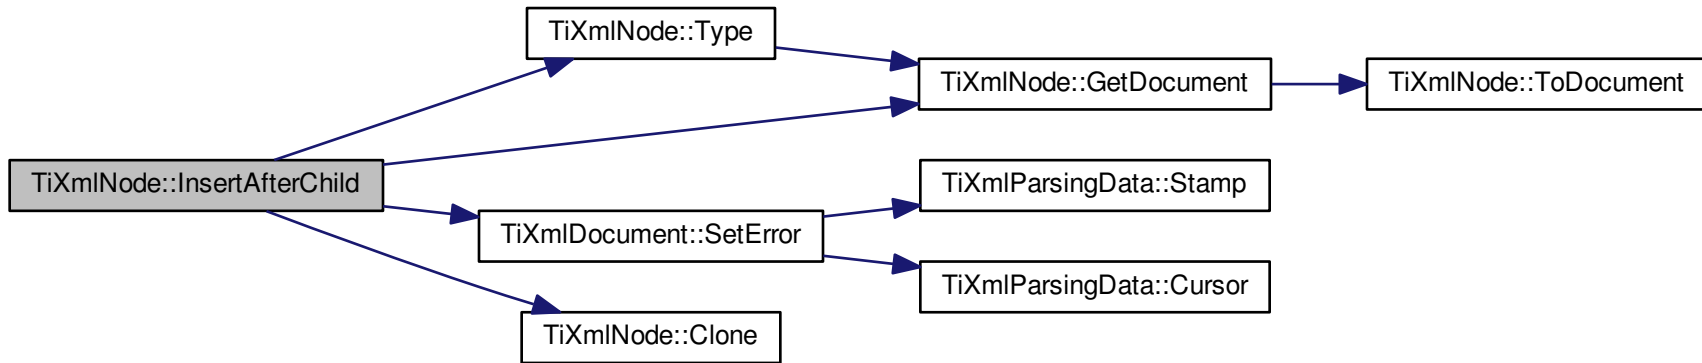 TiXmlNode::Type
TiXmlNode::GetDocument
TiXmlNode::ToDocument
TiXmlNode::InsertAfterChild
TiXmlParsingData::Stamp
TiXmlDocument::SetError
TiXmlParsingData::Cursor
TiXmlNode::Clone